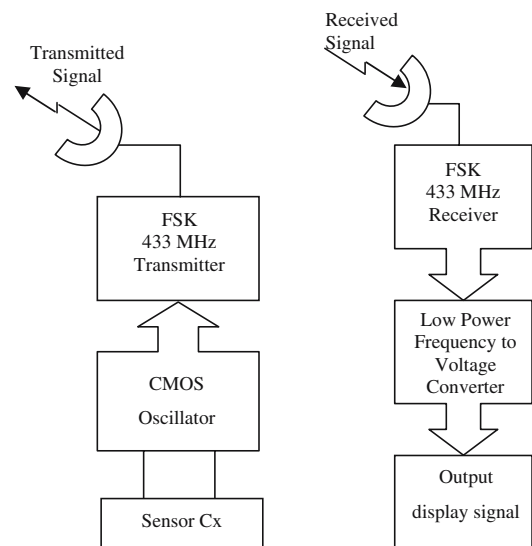 Transmitted
Signal
FSK
433 MHz
Transmitter
CMOS
Oscillator
Sensor Cx
Received
Signal
FSK
433 MHz
Receiver
Low Power
Frequency to
Voltage
Converter
Output
display signal